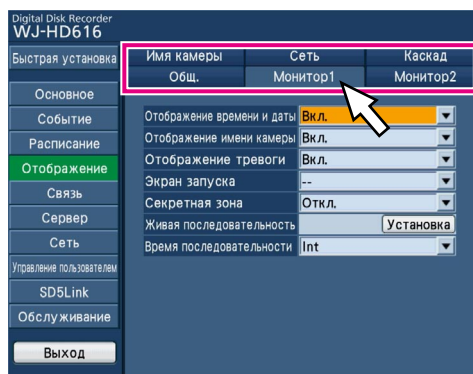 Digital Disk Recorder
WJ-HD616
Быстрая установка
Основное
Событие
Расписание
Отображение
Связь
Сервер
Сеть
Управление пользователем
SD5Link
Обслуживание
Выход
Имя камеры Сеть Каскад
Общ. Монитор1 Монитор2
Отображение времени и даты Вкл.
Отображение имени камеры Вкл.
Отображение тревоги Вкл.
Экран запуска --
Секретная зона Откл.
Живая последовательность Установка
Время последовательности Int